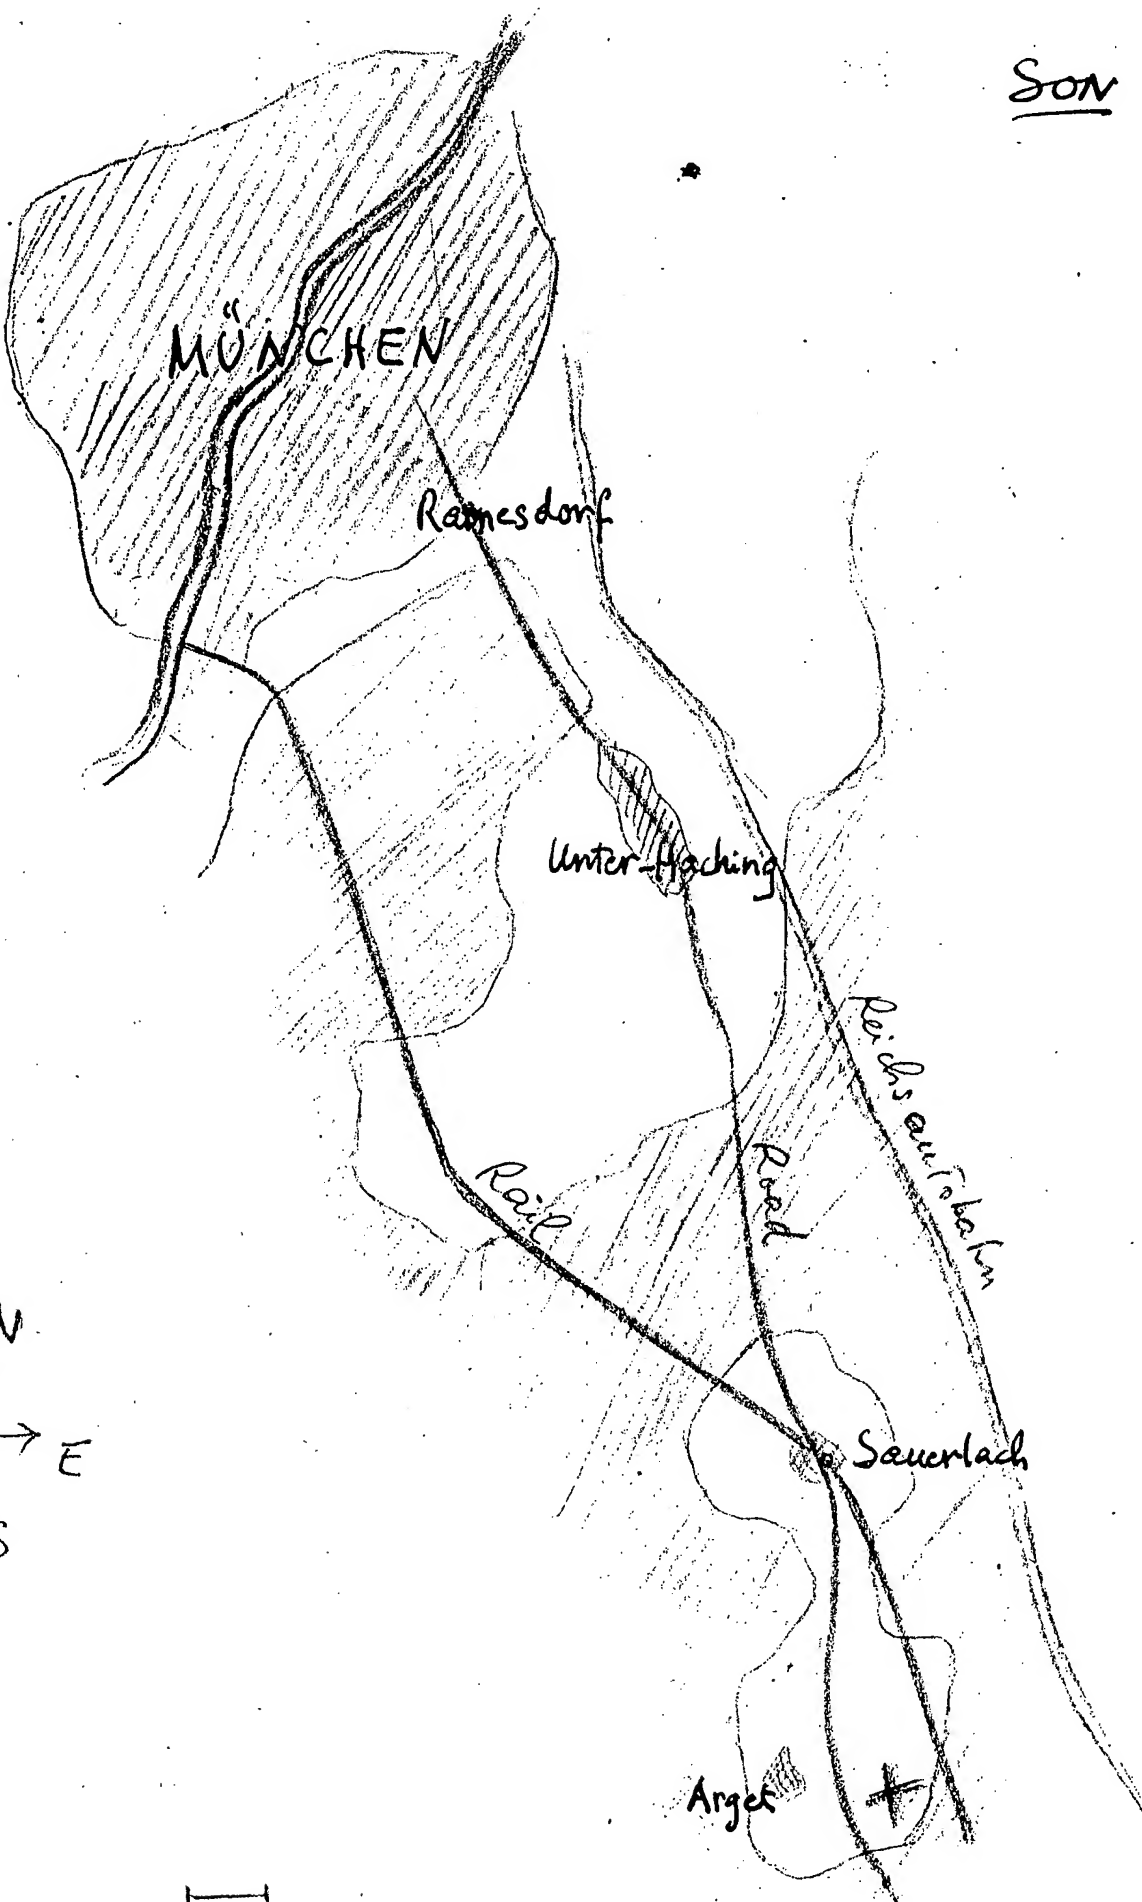 SON
MÜNCHEN
Ramesdorf
Unter-Haching
Reichsautobahn
Road
Rail
N
E
Sauerlach
S
Arget